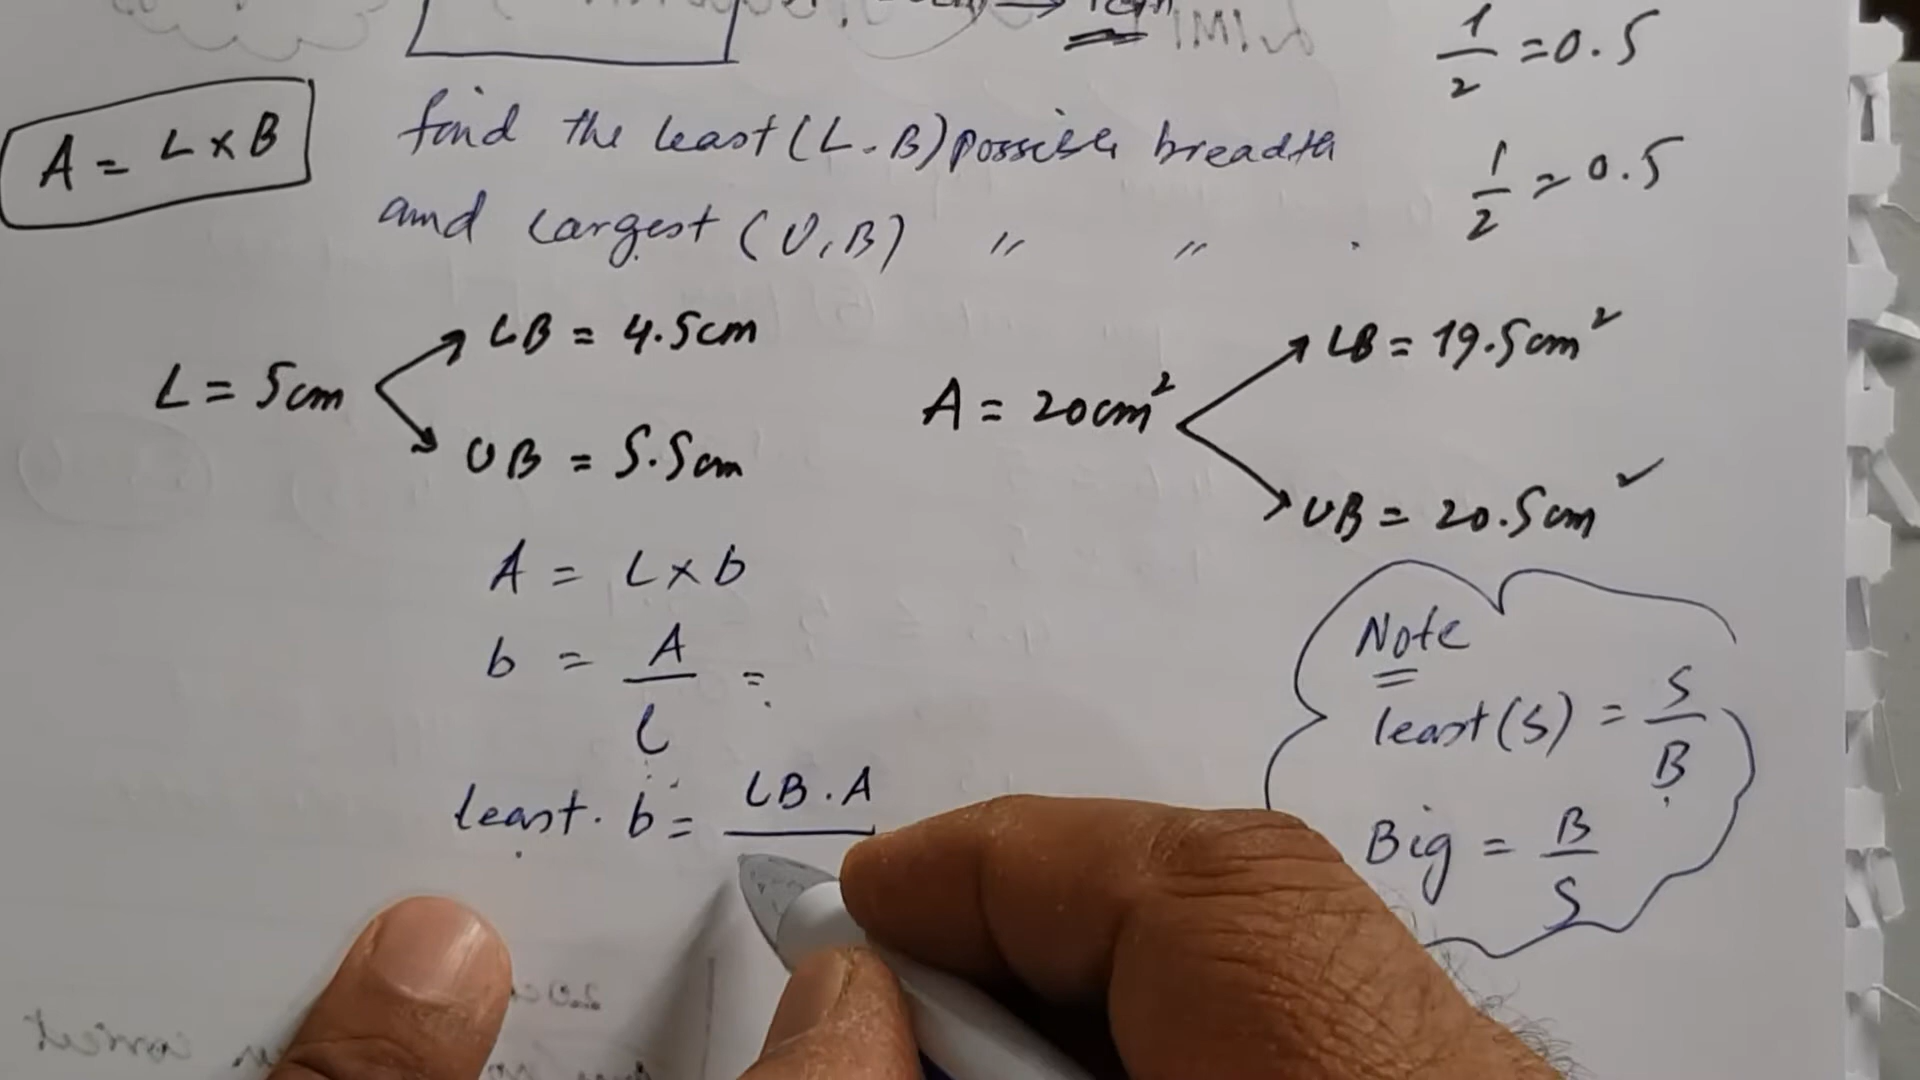 1/2 = 0.5
A = L x B
find the least (L.B) possible breadth
1/2 = 0.5
and largest (U.B) " " .
L = 5cm
LB = 4.5cm
UB = 5.5cm
A = 20cm²
LB = 19.5cm²
UB = 20.5cm ✓
A = L x b
b = A/l =
least. b = LB.A
Note
least (S) = S/B
Big = B/S